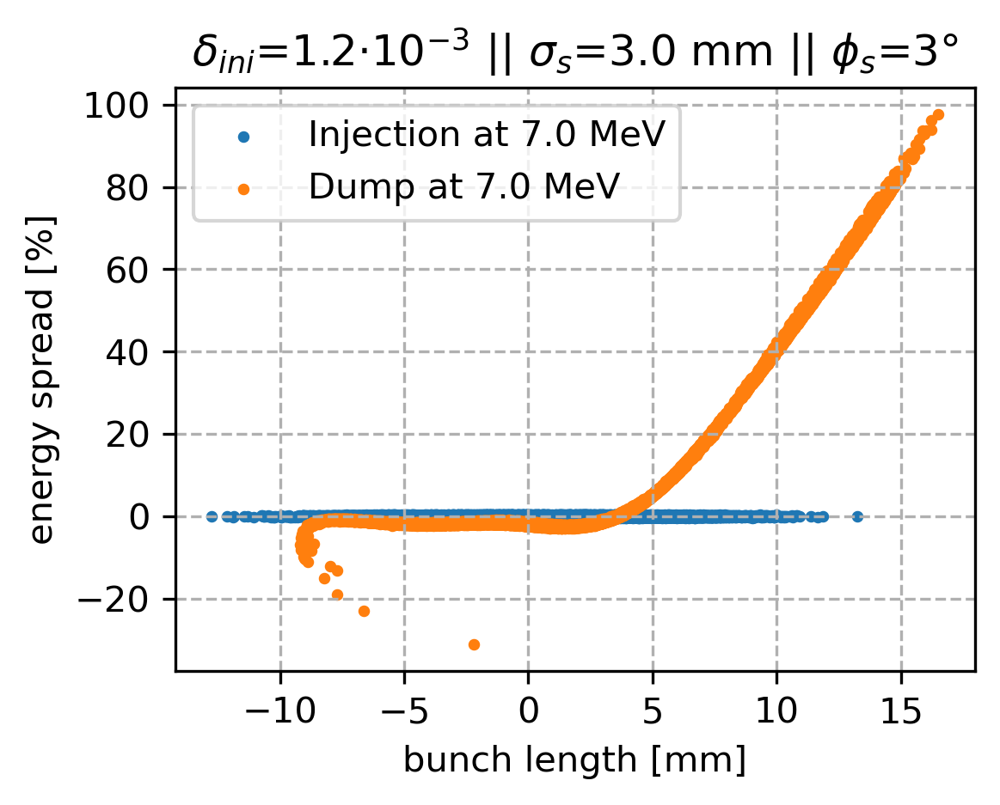 δ_ini=1.2·10⁻³ || σ_s=3.0 mm || ϕ_s=3°
Injection at 7.0 MeV
Dump at 7.0 MeV
energy spread [%]
100
80
60
40
20
0
−20
−10
−5
0
5
10
15
bunch length [mm]